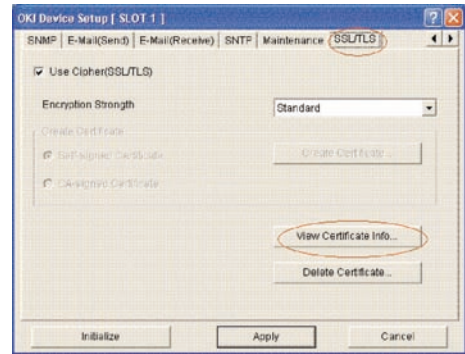 OKI Device Setup [ SLOT 1 ]
SNMP E-Mail(Send) E-Mail(Receive) SNTP Maintenance SSL/TLS
Use Cipher(SSL/TLS)
Encryption Strength Standard
Create Certificate
Self-signed Certificate Create Certificate...
CA-signed Certificate
View Certificate Info...
Delete Certificate...
Initialize Apply Cancel